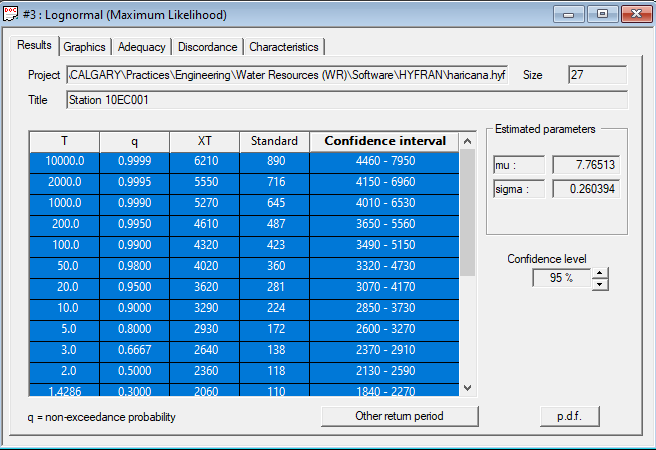 #3 : Lognormal (Maximum Likelihood)
Results Graphics Adequacy Discordance Characteristics
Project .\CALGARY\Practices\Engineering\Water Resources (WR)\Software\HYFRAN\haricana.hyf Size 27
Title Station 10EC001
T q XT Standard Confidence interval
10000.0 0.9999 6210 890 4460 - 7950
2000.0 0.9995 5550 716 4150 - 6960
1000.0 0.9990 5270 645 4010 - 6530
200.0 0.9950 4610 487 3650 - 5560
100.0 0.9900 4320 423 3490 - 5150
50.0 0.9800 4020 360 3320 - 4730
20.0 0.9500 3620 281 3070 - 4170
10.0 0.9000 3290 224 2850 - 3730
5.0 0.8000 2930 172 2600 - 3270
3.0 0.6667 2640 138 2370 - 2910
2.0 0.5000 2360 118 2130 - 2590
1.4286 0.3000 2060 110 1840 - 2270
Estimated parameters
mu : 7.76513
sigma : 0.260394
Confidence level
95 %
q = non-exceedance probability
Other return period
p.d.f.